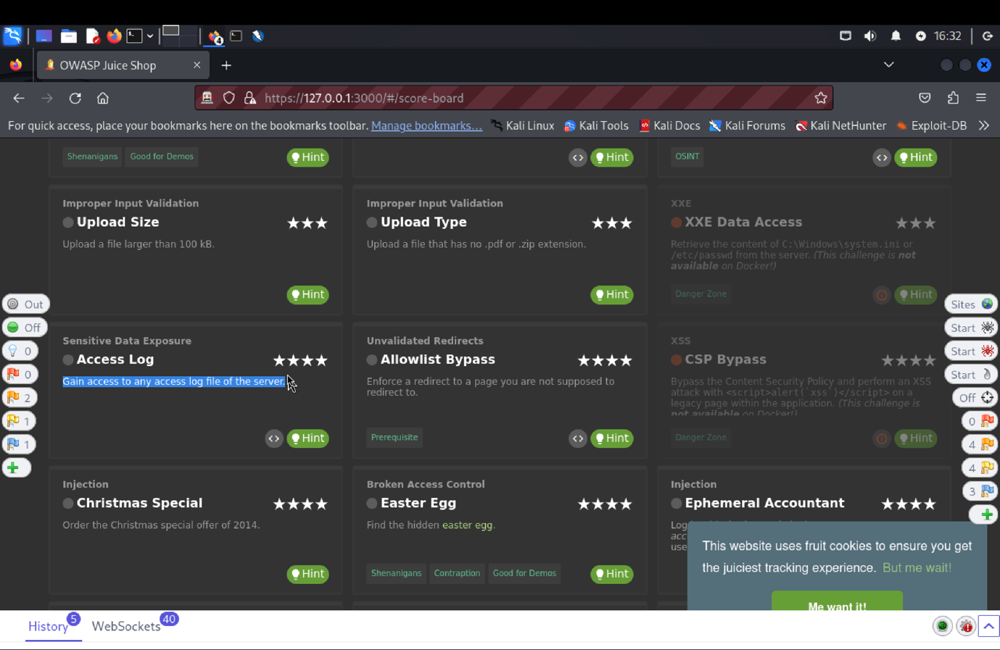 16:32
OWASP Juice Shop
https://127.0.0.1:3000/#/score-board
For quick access, place your bookmarks here on the bookmarks toolbar. Manage bookmarks... Kali Linux Kali Tools Kali Docs Kali Forums Kali NetHunter Exploit-DB
Shenanigans Good for Demos Hint
<> Hint
OSINT <> Hint
Improper Input Validation
Upload Size ★★★
Upload a file larger than 100 kB.
Hint
Improper Input Validation
Upload Type ★★★
Upload a file that has no .pdf or .zip extension.
Hint
XXE
XXE Data Access ★★★
Retrieve the content of C:\Windows\system.ini or
/etc/passwd from the server. (This challenge is not
available on Docker!)
Danger Zone Hint
Out
Off
0
0
2
1
1
Sensitive Data Exposure
Access Log ★★★★
Gain access to any access log file of the server.
<> Hint
Unvalidated Redirects
Allowlist Bypass ★★★★
Enforce a redirect to a page you are not supposed to
redirect to.
Prerequisite <> Hint
XSS
CSP Bypass ★★★★
Bypass the Content Security Policy and perform an XSS
attack with <script>alert(`xss`)</script> on a
legacy page within the application. (This challenge is
not available on Docker!)
Danger Zone Hint
Sites
Start
Start
Start
Off
0
4
4
3
Injection
Christmas Special ★★★★
Order the Christmas special offer of 2014.
Hint
Broken Access Control
Easter Egg ★★★★
Find the hidden easter egg.
Shenanigans Contraption Good for Demos Hint
Injection
Ephemeral Accountant ★★★★
This website uses fruit cookies to ensure you get
the juiciest tracking experience. But me wait!
Me want it!
History 5 WebSockets 40